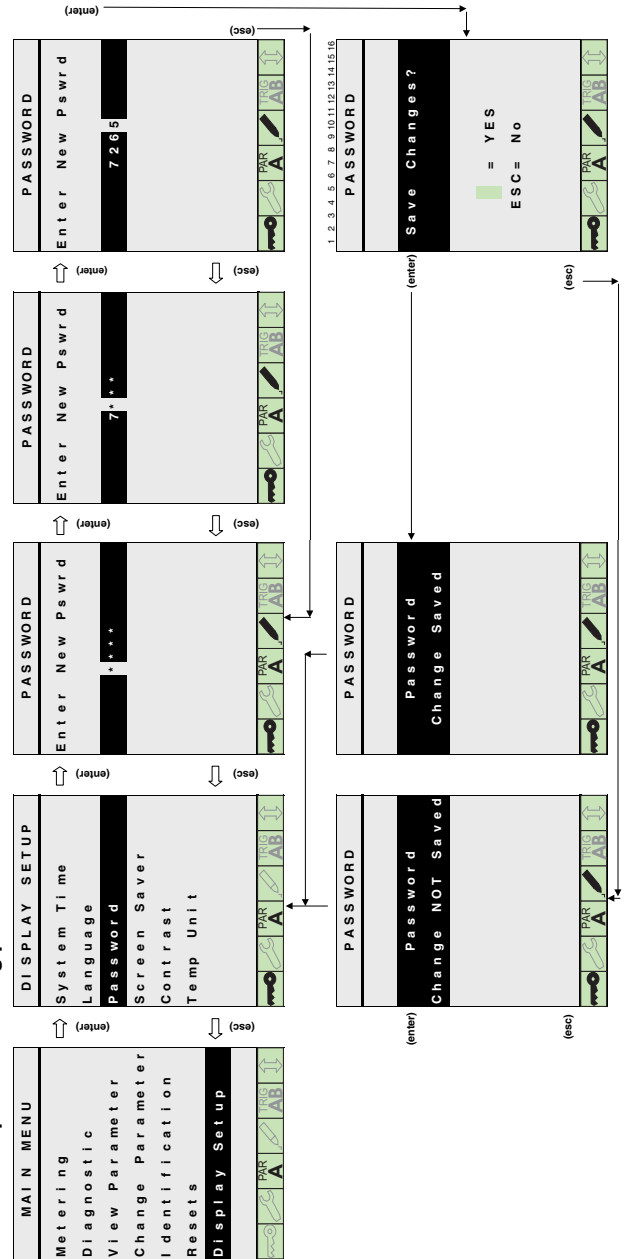 MAIN MENU
Metering
Diagnostic
View Parameter
Change Parameter
Identification
Resets
Display Setup
PAR
A
TRIG
AB
(enter)
(esc)
DISPLAY SETUP
System Time
Language
Password
Screen Saver
Contrast
Temp Unit
PAR
A
TRIG
AB
(enter)
(esc)
PASSWORD
Enter New Pswrd
* * * *
PAR
A
TRIG
AB
(enter)
(esc)
PASSWORD
Enter New Pswrd
7 * * *
PAR
A
TRIG
AB
(enter)
(esc)
PASSWORD
Enter New Pswrd
7265
PAR
A
TRIG
AB
(enter)
(esc)
(enter)
(esc)
PASSWORD
Password
Change NOT Saved
PAR
A
TRIG
AB
PASSWORD
Password
Change Saved
PAR
A
TRIG
AB
(enter)
(esc)
1 2 3 4 5 6 7 8 9 10 11 12 13 14 15 16
PASSWORD
Save Changes?
= YES
ESC= No
PAR
A
TRIG
AB